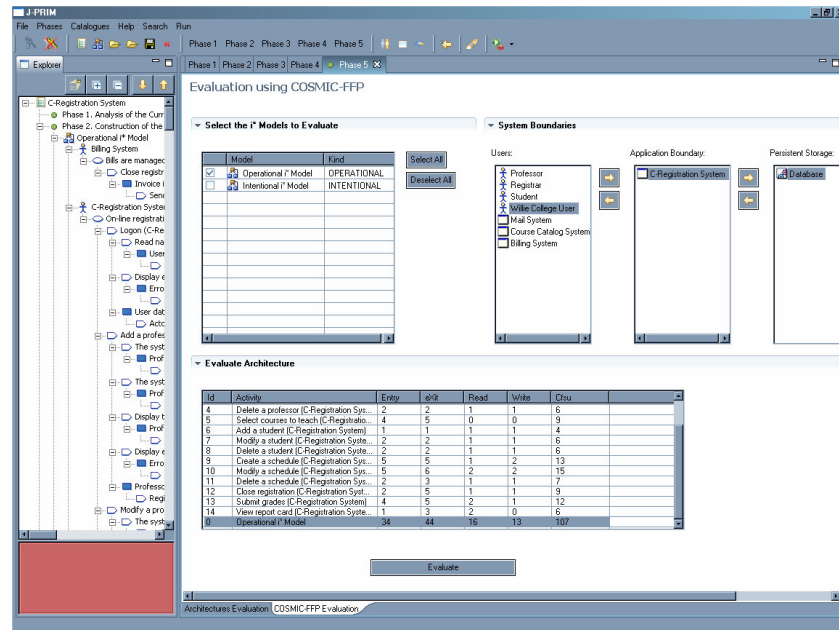 J-PRIM
File Phases Catalogues Help Search Run
Phase 1 Phase 2 Phase 3 Phase 4 Phase 5
Explorer
Phase 1 Phase 2 Phase 3 Phase 4 Phase 5
C-Registration System
Phase 1. Analysis of the Curr
Phase 2. Construction of the
Operational i* Model
Billing System
Bills are manage
Close registr
Invoice i
Senc
C-Registration Syste
On-line registrati
Logon (C-Re
Read na
User
Display e
Erro
User dat
Acto
Add a profes
The syst
Prof
The syst
Prof
Display t
Prof
Display e
Erro
Professo
Regi
Modify a pro
The syst
Evaluation using COSMIC-FFP
Select the i* Models to Evaluate
Model Kind
Operational i* Model OPERATIONAL
Intentional i* Model INTENTIONAL
Select All
Deselect All
System Boundaries
Users:
Professor
Registrar
Student
Willie College User
Mail System
Course Catalog System
Billing System
Application Boundary:
C-Registration System
Persistent Storage:
Database
Evaluate Architecture
Id Activity Entry eXit Read Write Cfsu
4 Delete a professor (C-Registration Sys... 2 2 1 1 6
5 Select courses to teach (C-Registratio... 4 5 0 0 9
6 Add a student (C-Registration System) 1 1 1 1 4
7 Modify a student (C-Registration Syste... 2 2 1 1 6
8 Delete a student (C-Registration Syste... 2 2 1 1 6
9 Create a schedule (C-Registration Sys... 5 5 1 2 13
10 Modify a schedule (C-Registration Sys... 5 6 2 2 15
11 Delete a schedule (C-Registration Sys... 2 3 1 1 7
12 Close registration (C-Registration Syst... 2 5 1 1 9
13 Submit grades (C-Registration System) 4 5 2 1 12
14 View report card (C-Registration Syste... 1 3 2 0 6
0 Operational i* Model 34 44 16 13 107
Evaluate
Architectures Evaluation COSMIC-FFP Evaluation